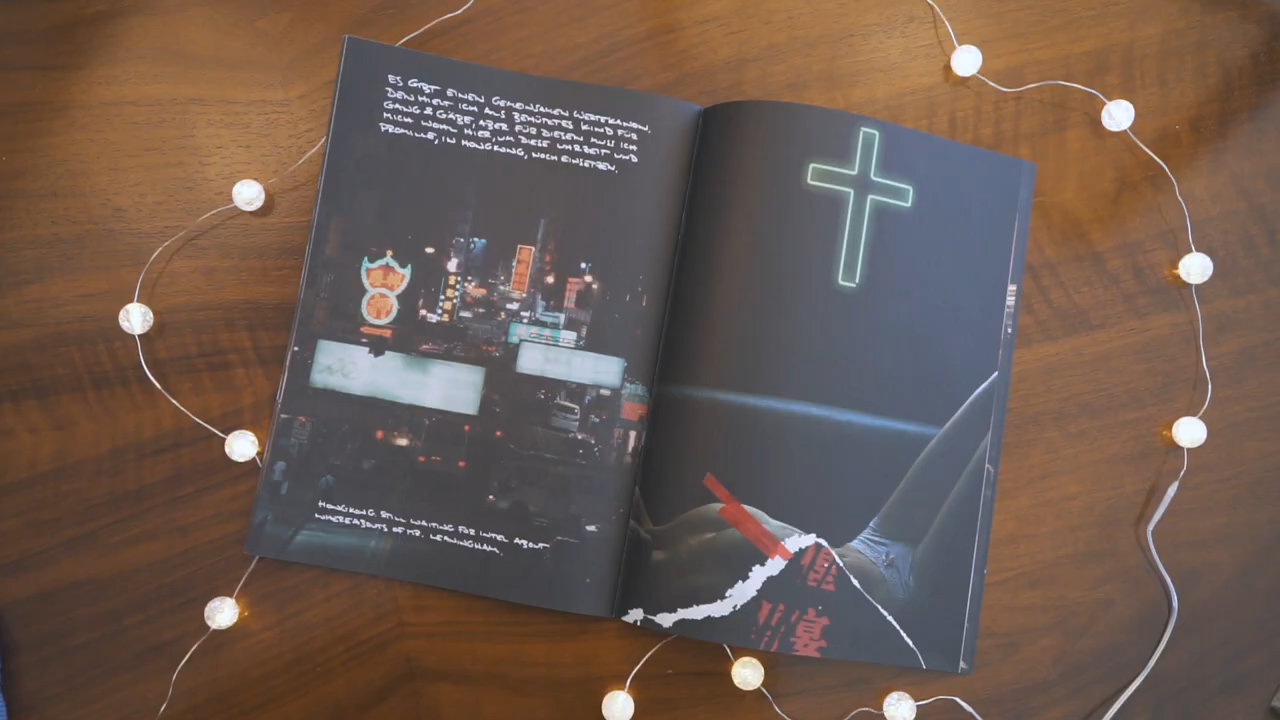 ES GIBT EINEN GEMEINSAMEN WERTEKANON.
DEN HIELT ICH ALS BEHÜTETES KIND FÜR
GANG & GÄBE, ABER FÜR DIESEN MUSS ICH
MICH WOHL HIER, UM DIESE UHRZEIT UND
PROMILLE, IN HONGKONG, NOCH EINSETZEN.
HONGKONG. STILL WAITING FOR INTEL ABOUT
WHEREABOUTS OF MR. LEARINGHAM.
宴